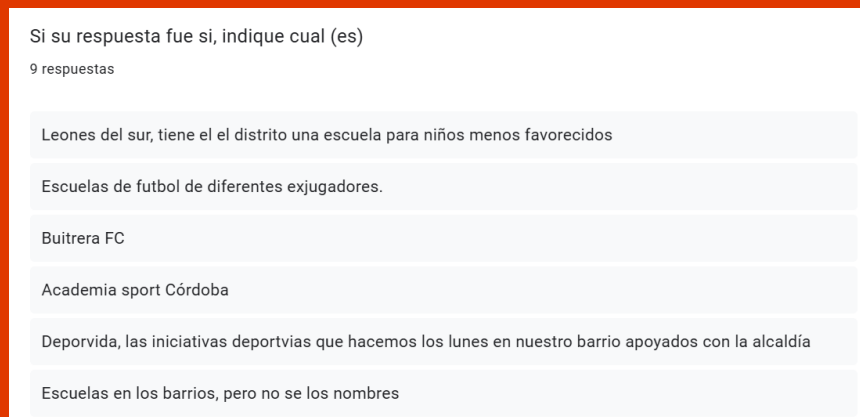 Si su respuesta fue si, indique cual (es)
9 respuestas
Leones del sur, tiene el el distrito una escuela para niños menos favorecidos
Escuelas de futbol de diferentes exjugadores.
Buitrera FC
Academia sport Córdoba
Deporvida, las iniciativas deportvias que hacemos los lunes en nuestro barrio apoyados con la alcaldía
Escuelas en los barrios, pero no se los nombres